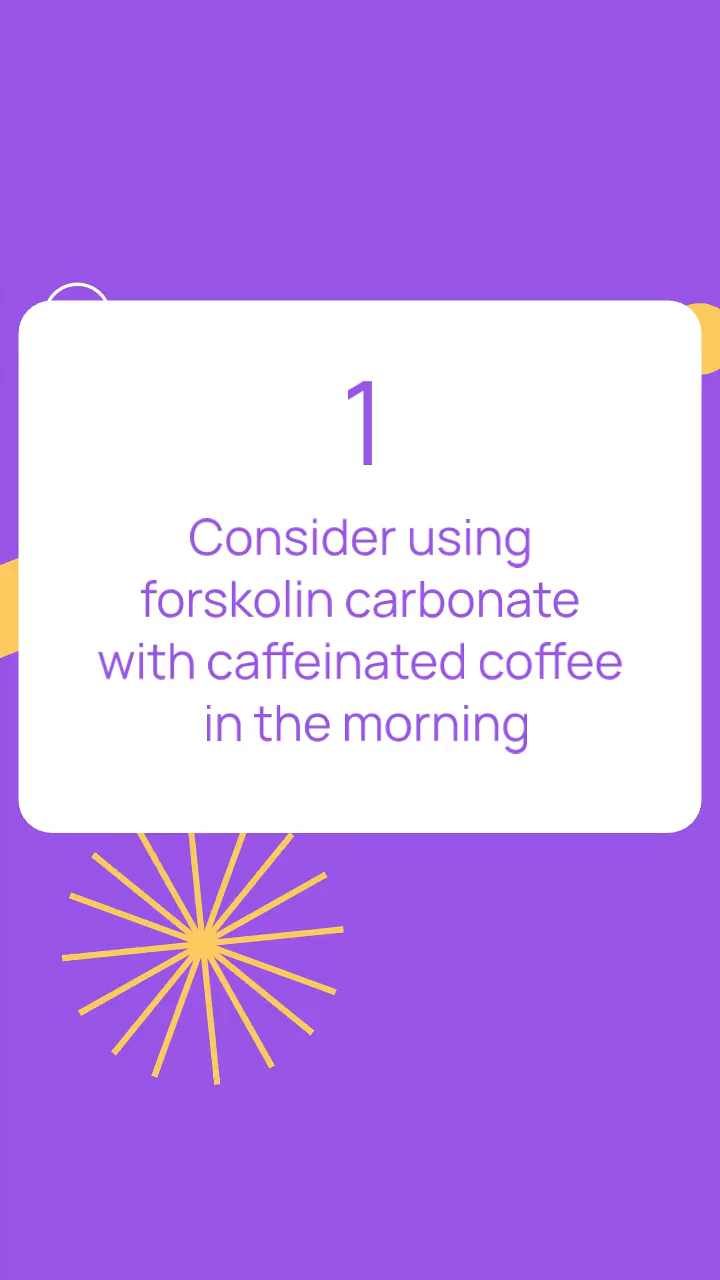 1
Consider using
forskolin carbonate
with caffeinated coffee
in the morning